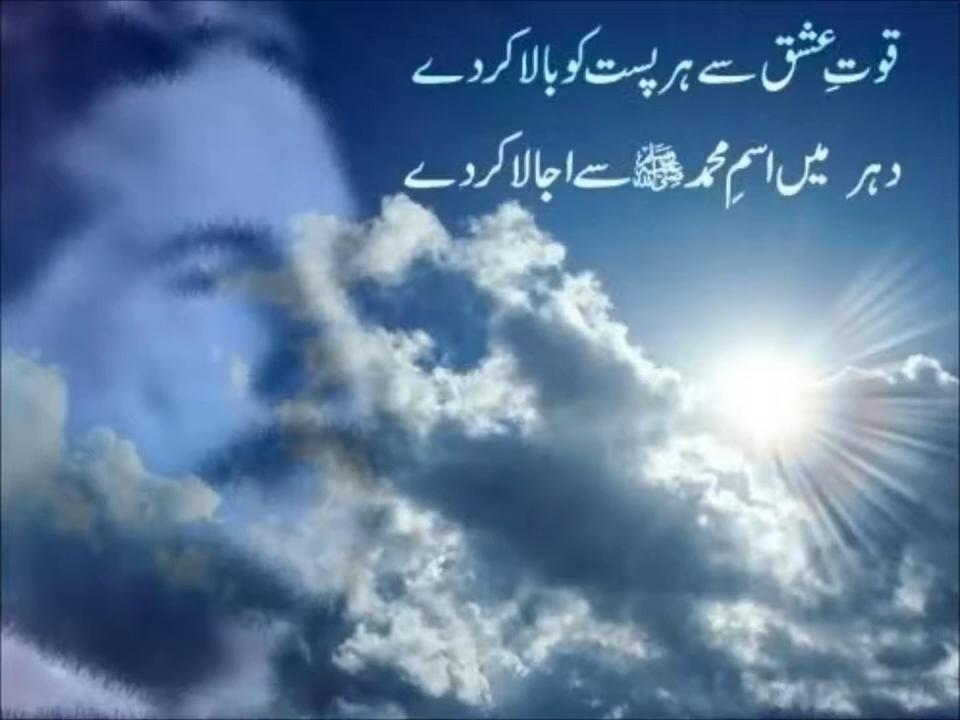 قوتِ عشق سے ہر پست کو بالا کر دے
دہر میں اسمِ محمد ﷺ سے اجالا کر دے